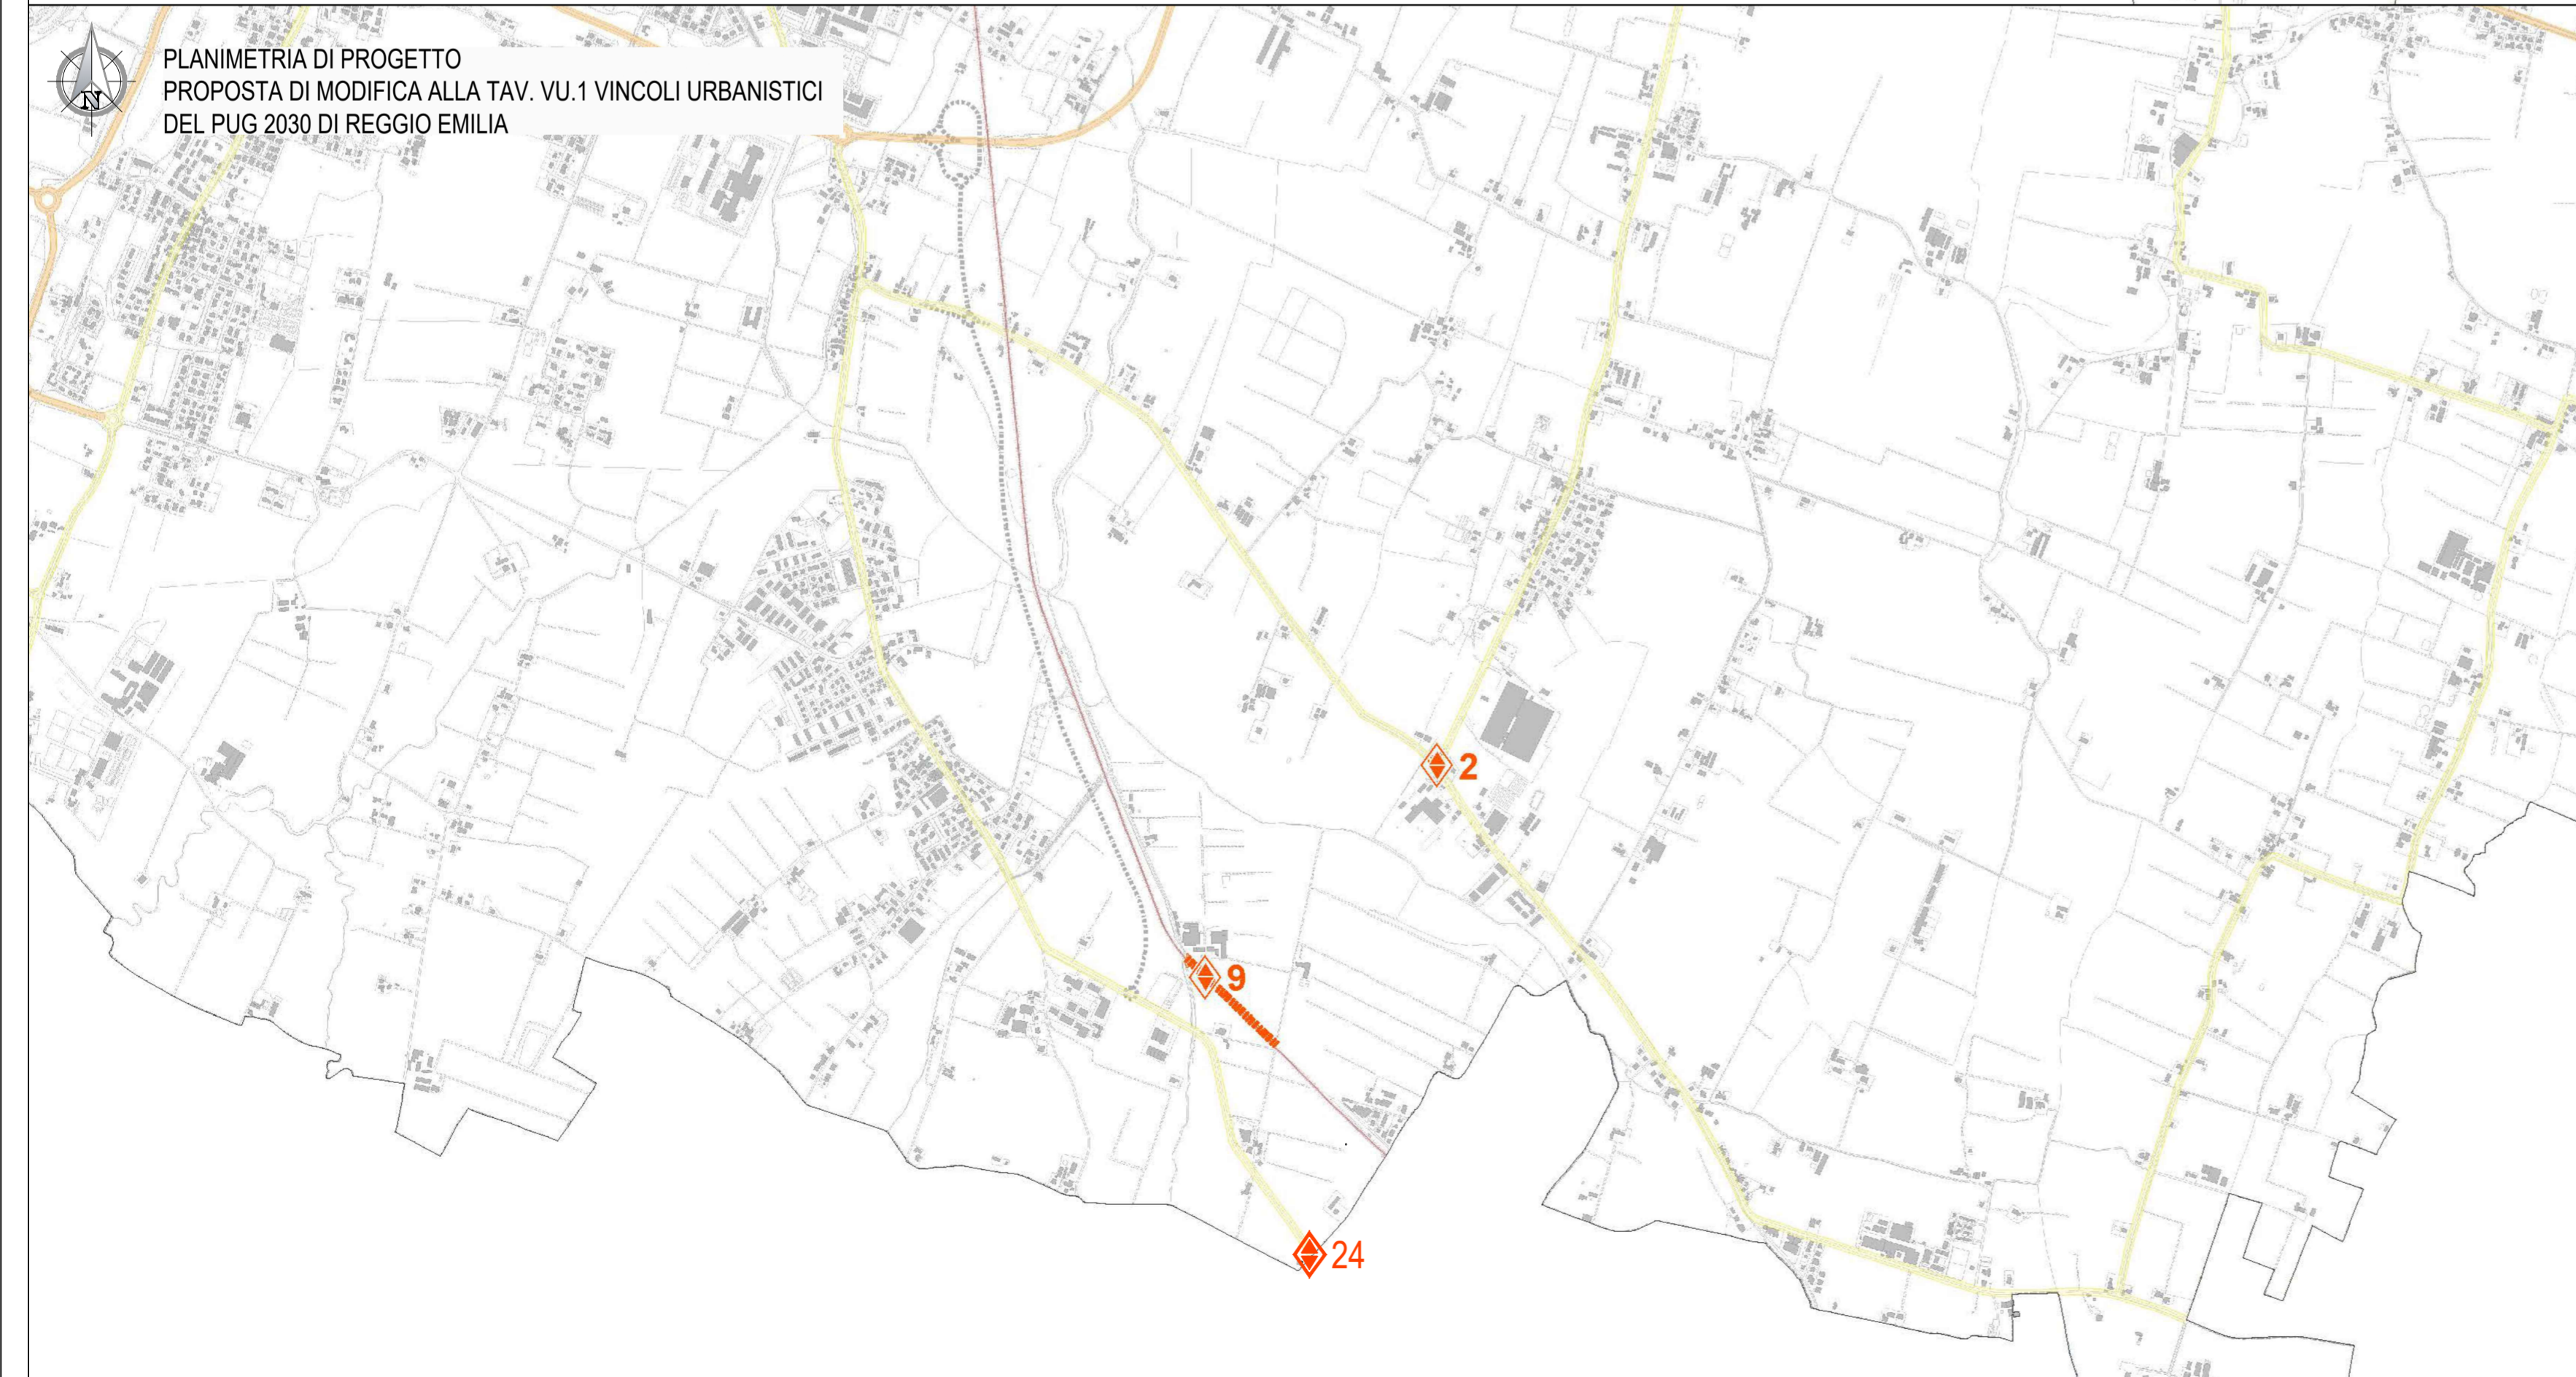 N
PLANIMETRIA DI PROGETTO
PROPOSTA DI MODIFICA ALLA TAV. VU.1 VINCOLI URBANISTICI
DEL PUG 2030 DI REGGIO EMILIA
2
9
24